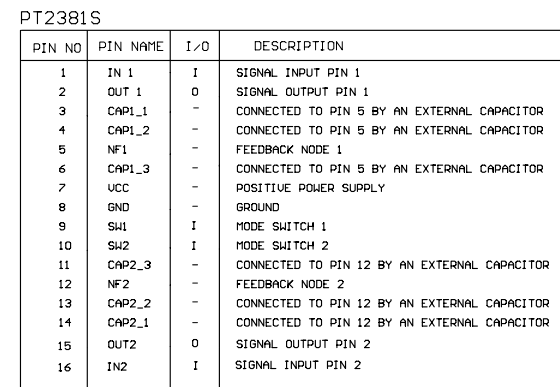 PT2381S
PIN NO PIN NAME I/O DESCRIPTION
1 IN 1 I SIGNAL INPUT PIN 1
2 OUT 1 O SIGNAL OUTPUT PIN 1
3 CAP1_1 - CONNECTED TO PIN 5 BY AN EXTERNAL CAPACITOR
4 CAP1_2 - CONNECTED TO PIN 5 BY AN EXTERNAL CAPACITOR
5 NF1 - FEEDBACK NODE 1
6 CAP1_3 - CONNECTED TO PIN 5 BY AN EXTERNAL CAPACITOR
7 VCC - POSITIVE POWER SUPPLY
8 GND - GROUND
9 SW1 I MODE SWITCH 1
10 SW2 I MODE SWITCH 2
11 CAP2_3 - CONNECTED TO PIN 12 BY AN EXTERNAL CAPACITOR
12 NF2 - FEEDBACK NODE 2
13 CAP2_2 - CONNECTED TO PIN 12 BY AN EXTERNAL CAPACITOR
14 CAP2_1 - CONNECTED TO PIN 12 BY AN EXTERNAL CAPACITOR
15 OUT2 O SIGNAL OUTPUT PIN 2
16 IN2 I SIGNAL INPUT PIN 2